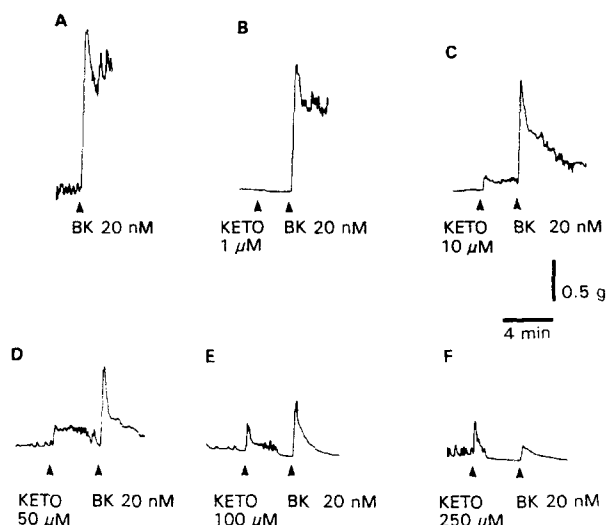 A
B
C
BK 20 nM
KETO BK 20 nM
1 µM
KETO BK 20 nM
10 µM
0.5 g
4 min
D
E
F
KETO BK 20 nM
50 µM
KETO BK 20 nM
100 µM
KETO BK 20 nM
250 µM